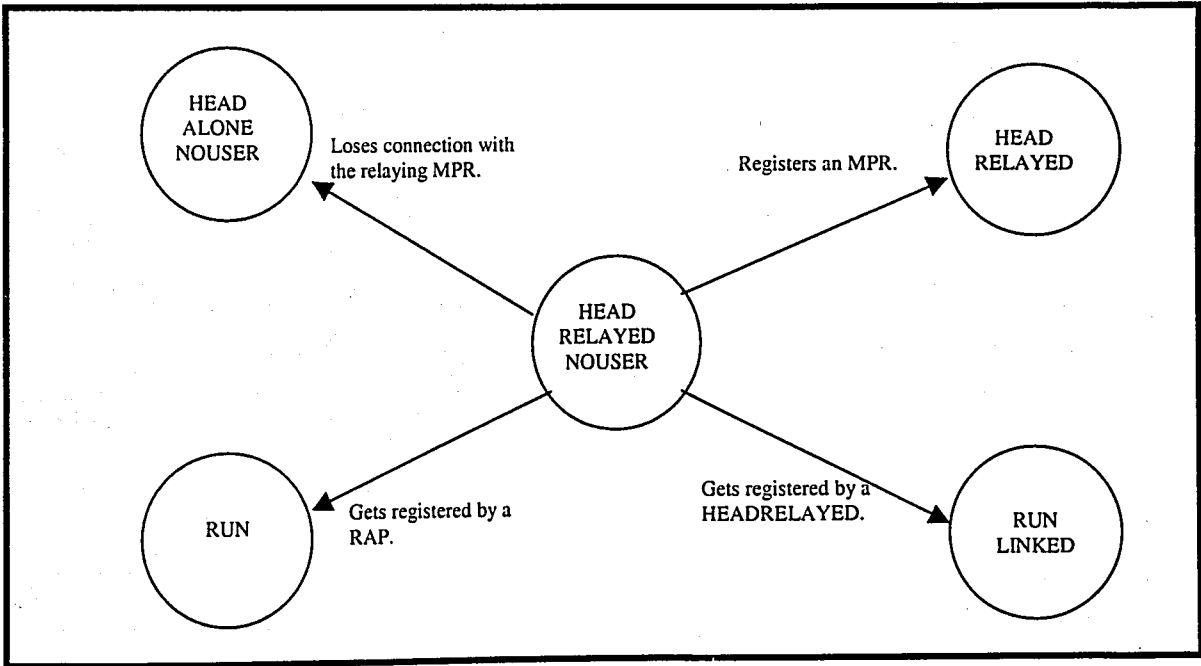 HEAD
ALONE
NOUSER
Loses connection with
the relaying MPR.
Registers an MPR.
HEAD
RELAYED
HEAD
RELAYED
NOUSER
RUN
Gets registered by a
RAP.
Gets registered by a
HEADRELAYED.
RUN
LINKED